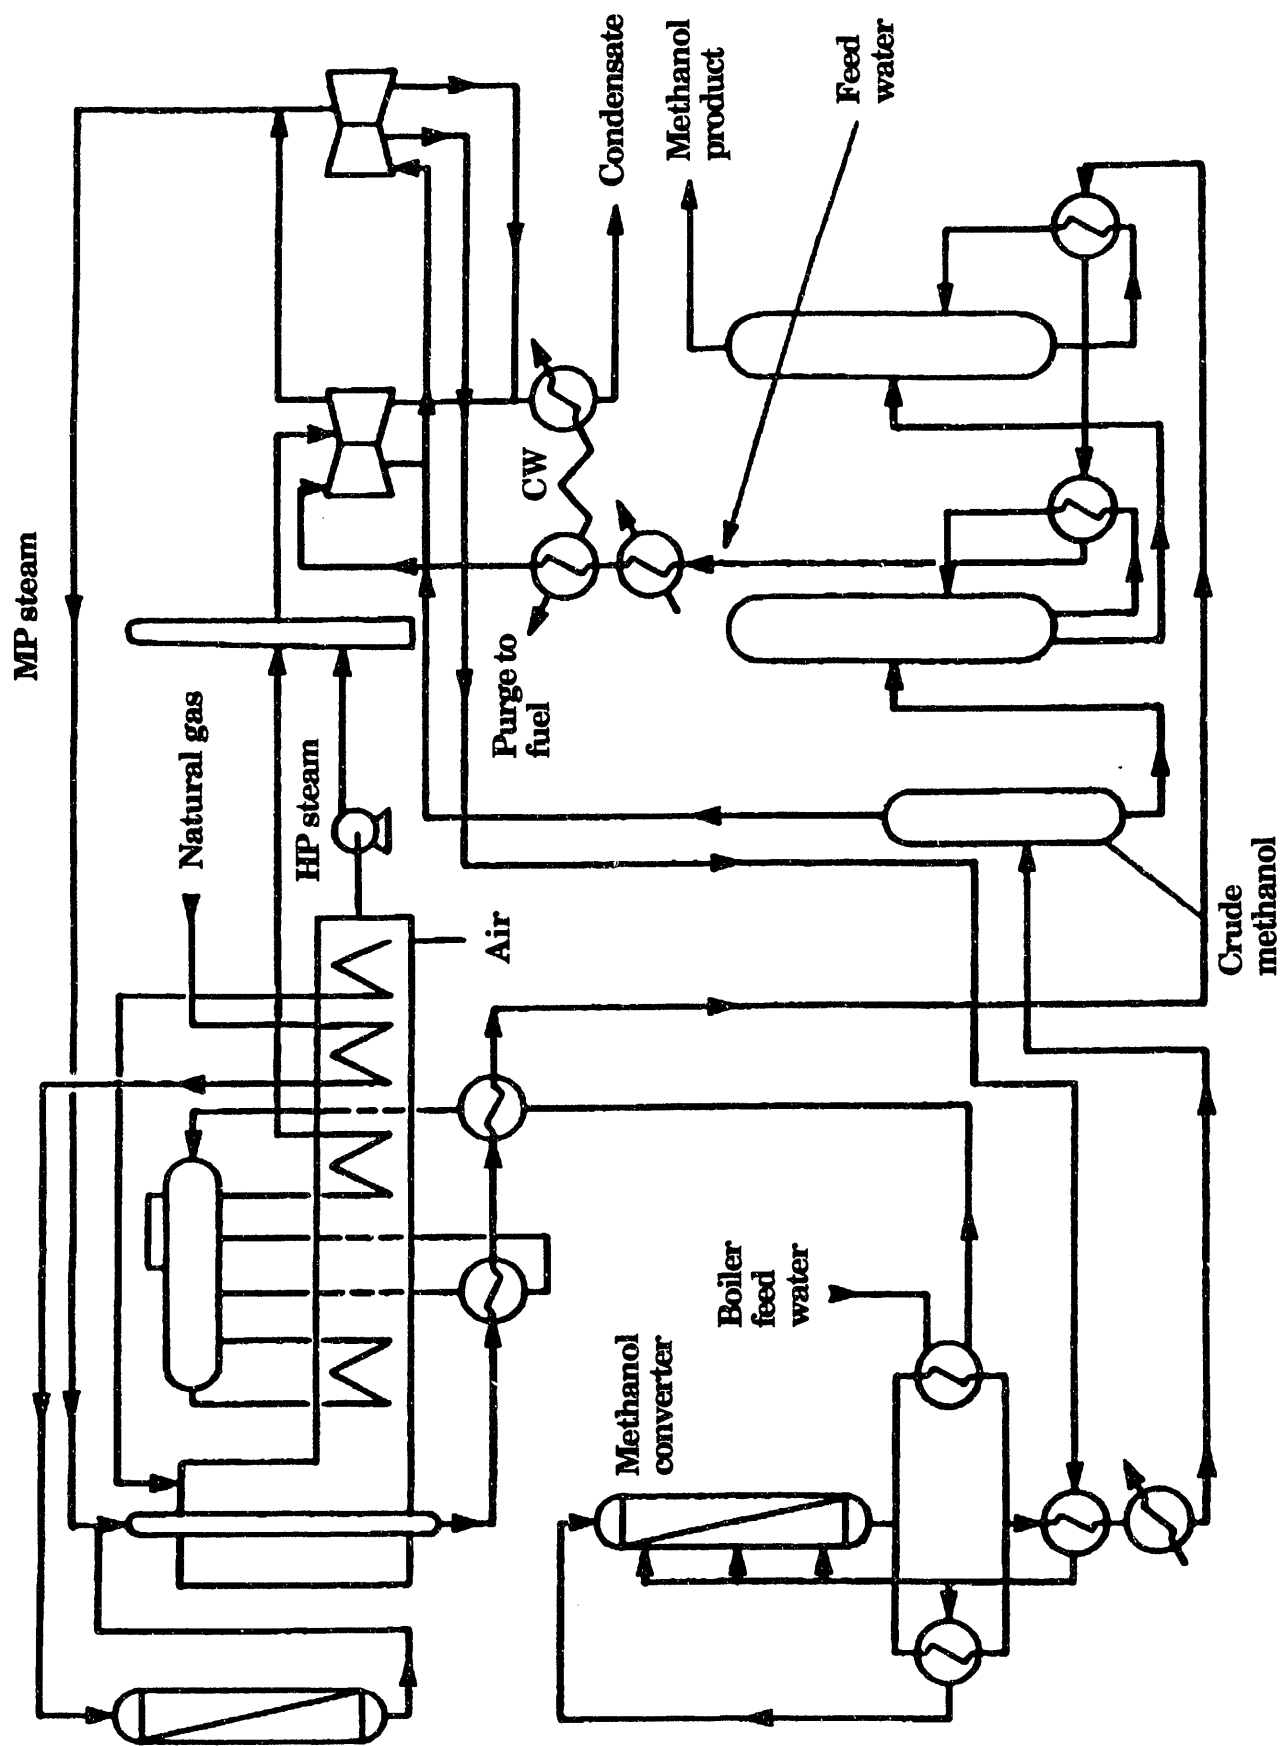 MP steam
Natural gas
HP steam
Air
Condensate
Methanol
product
Feed
water
CW
Purge to
fuel
Boiler
feed
water
Methanol
converter
Crude
methanol